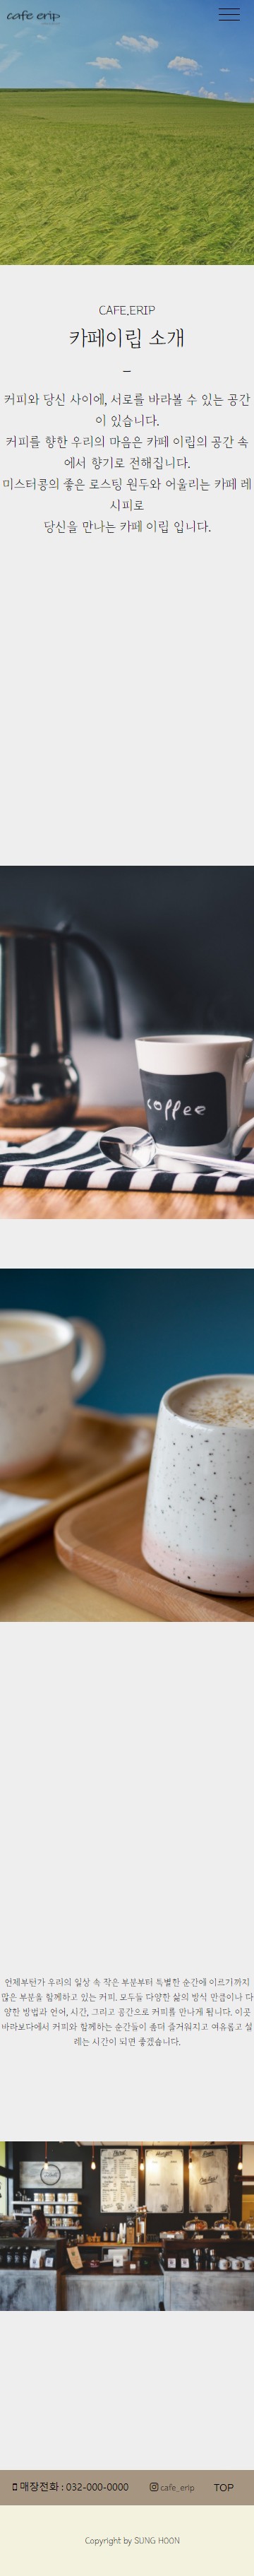 cafe erip
CAFE.ERIP
카페이립 소개
커피와 당신 사이에, 서로를 바라볼 수 있는 공간
이 있습니다.
커피를 향한 우리의 마음은 카페 이립의 공간 속
에서 향기로 전해집니다.
미스터콩의 좋은 로스팅 원두와 어울리는 카페 레
시피로
당신을 만나는 카페 이립 입니다.
coffee
언제부턴가 우리의 일상 속 작은 부분부터 특별한 순간에 이르기까지
많은 부분을 함께하고 있는 커피. 모두들 다양한 삶의 방식 만큼이나 다
양한 방법과 언어, 시간, 그리고 공간으로 커피를 만나게 됩니다. 이곳
바라보다에서 커피와 함께하는 순간들이 좀더 즐거워지고 여유롭고 설
레는 시간이 되면 좋겠습니다.
매장전화 : 032-000-0000 cafe_erip TOP
Copyright by SUNG HOON